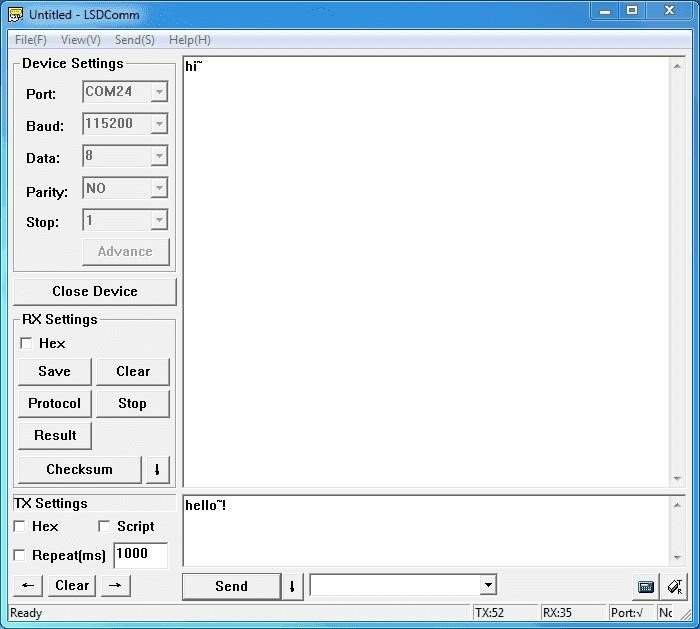 Untitled - LSDComm
File(F) View(V) Send(S) Help(H)
Device Settings
Port: COM24
Baud: 115200
Data: 8
Parity: NO
Stop: 1
Advance
Close Device
RX Settings
Hex
Save Clear
Protocol Stop
Result
Checksum
hi~
TX Settings
Hex Script
Repeat(ms) 1000
← Clear →
hello~!
Send
Ready TX:52 RX:35 Port:√ Nc